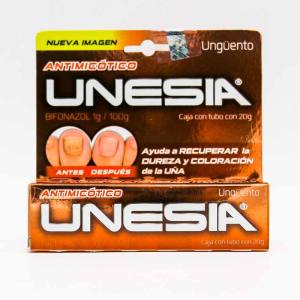 NUEVA IMAGEN
Ungüento
ANTIMICÓTICO
UNESIA®
BIFONAZOL 1g / 100g
Caja con tubo con 20g
ANTES DESPUÉS
Ayuda a RECUPERAR la
DUREZA y COLORACIÓN
de la UÑA
ANTIMICÓTICO
Ungüento
UNESIA®
Caja con tubo con 20g